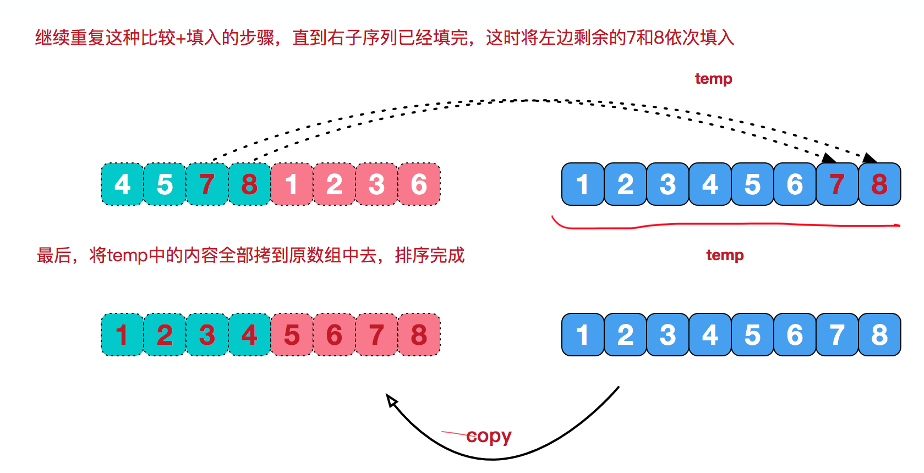 继续重复这种比较+填入的步骤，直到右子序列已经填完，这时将左边剩余的7和8依次填入
temp
4 5 7 8 1 2 3 6
1 2 3 4 5 6 7 8
最后，将temp中的内容全部拷到原数组中去，排序完成
temp
1 2 3 4 5 6 7 8
1 2 3 4 5 6 7 8
copy